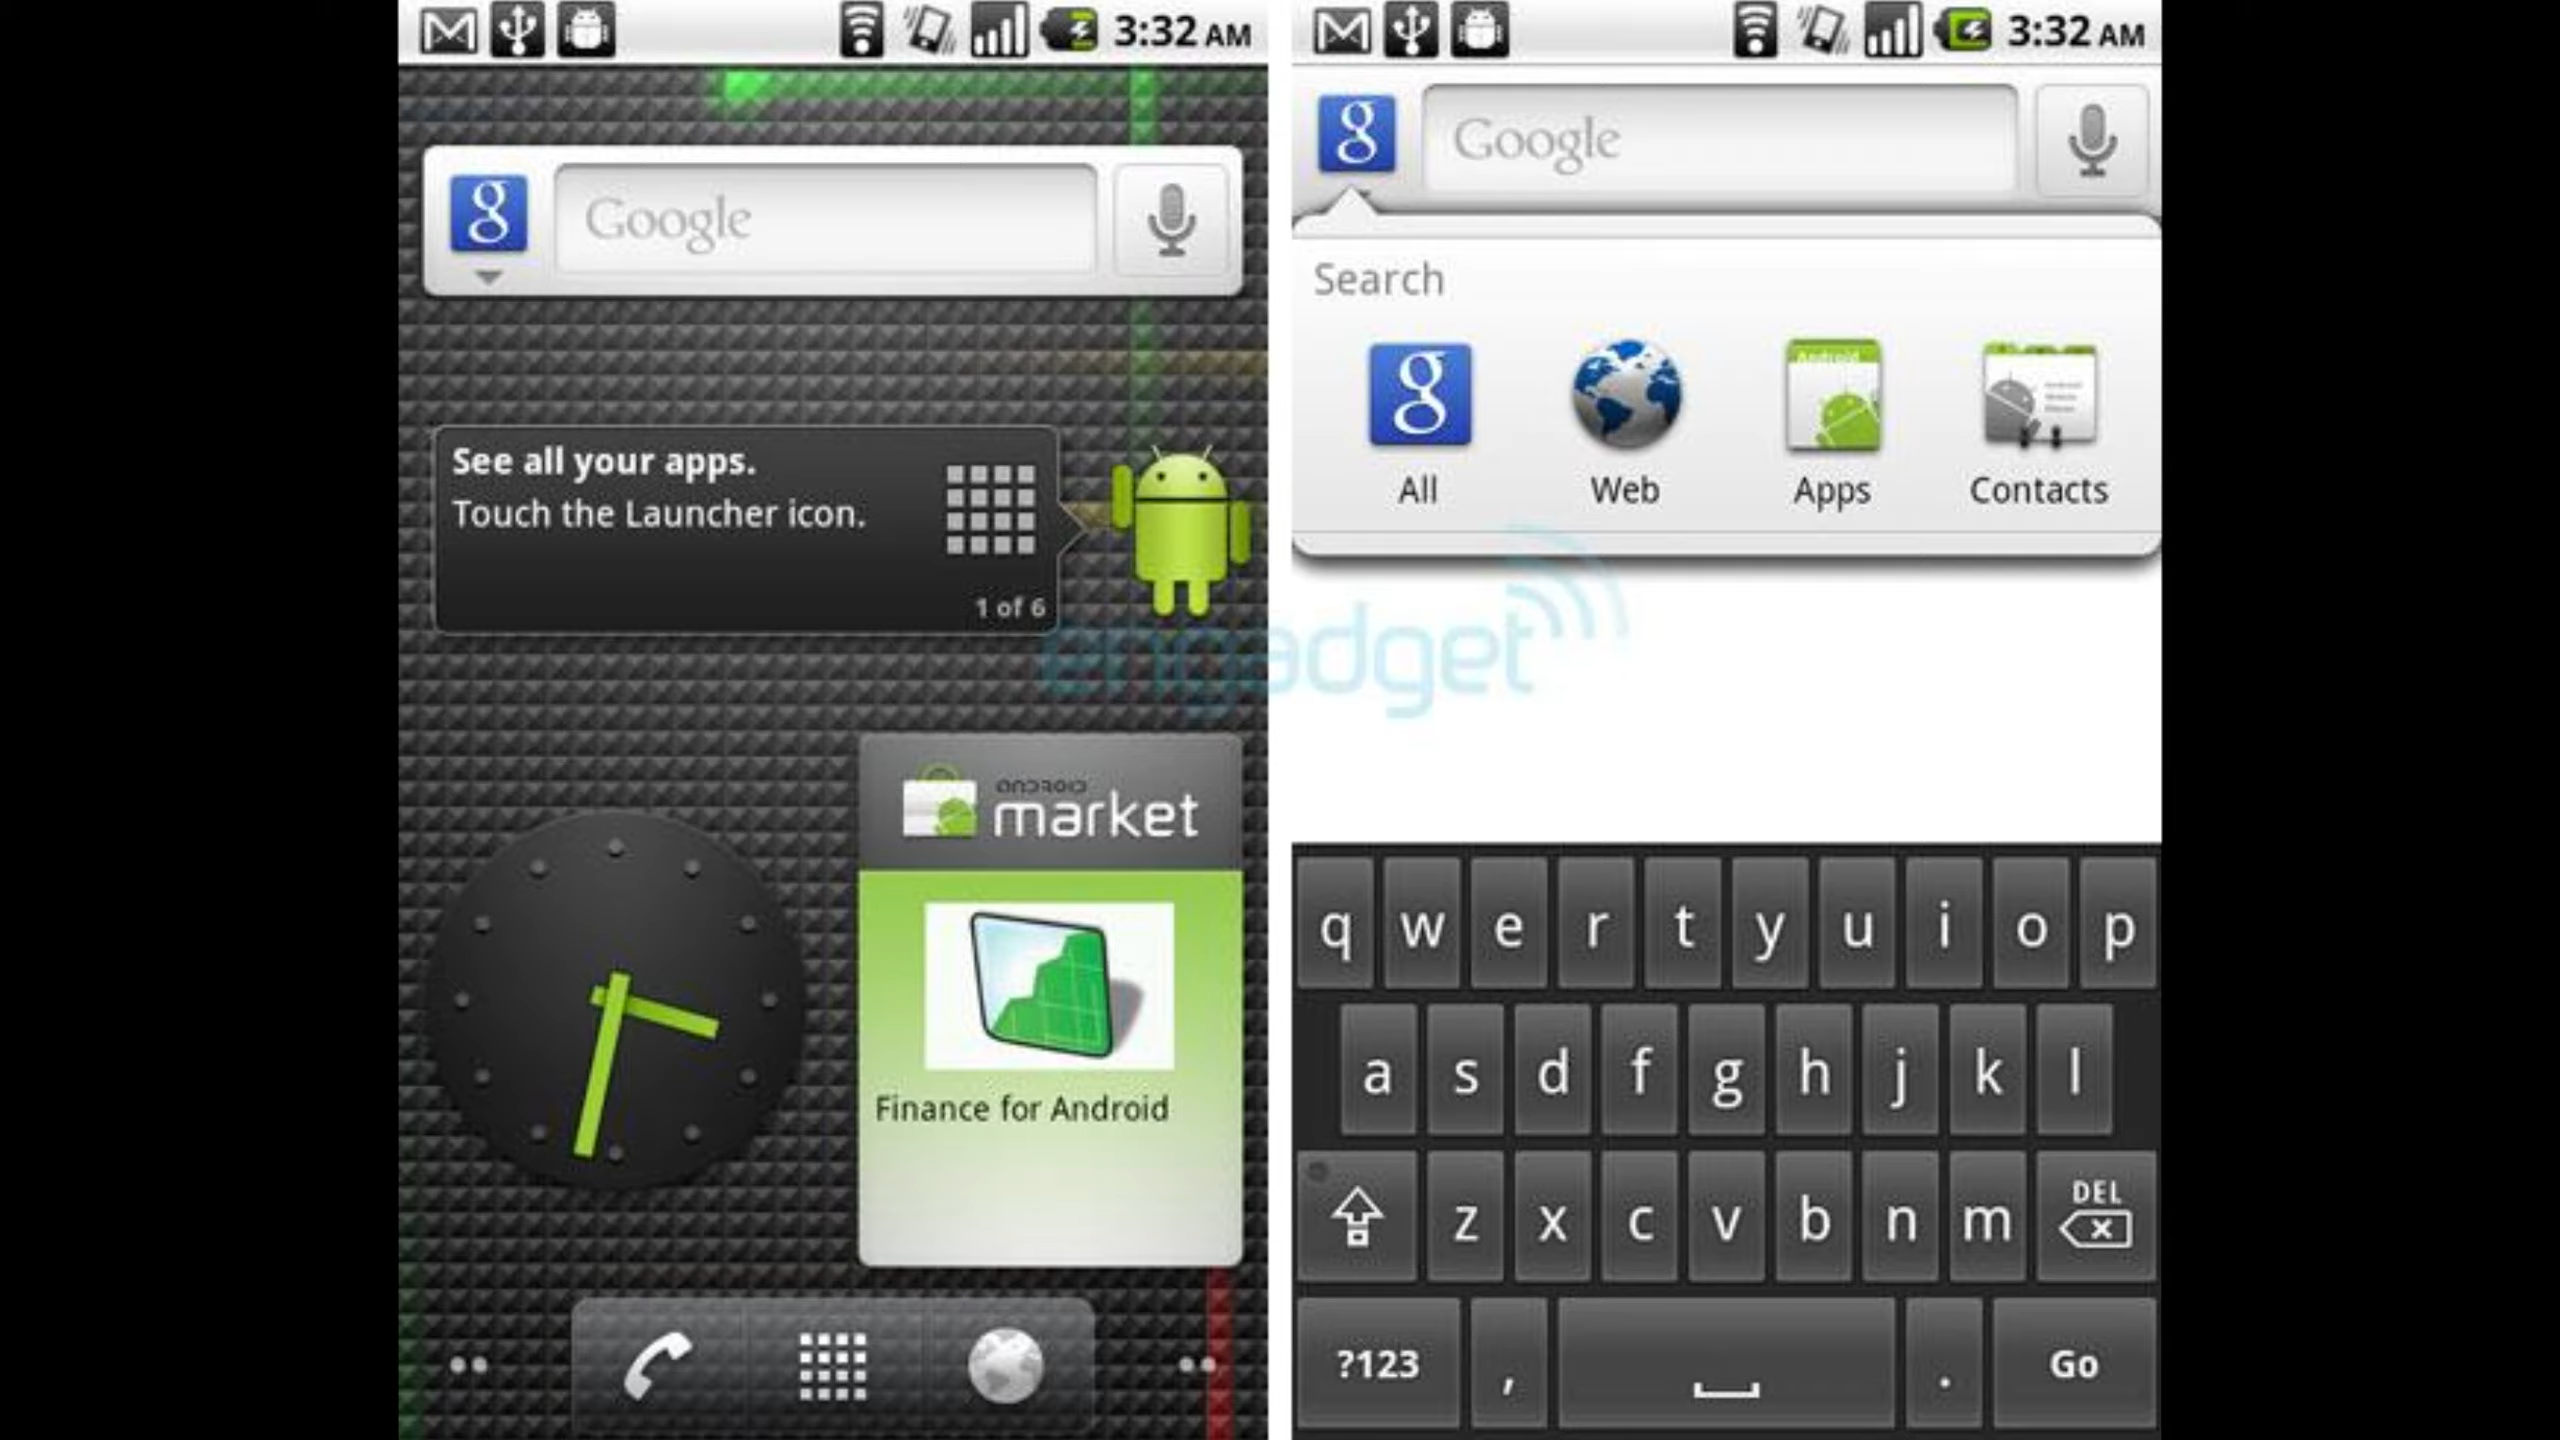 3:32 AM
g
Google
See all your apps.
Touch the Launcher icon.
1 of 6
android
market
Finance for Android
engadget
3:32 AM
g
Google
Search
g
Android
All
Web
Apps
Contacts
q w e r t y u i o p
a s d f g h j k l
DEL
z x c v b n m
?123 , . Go